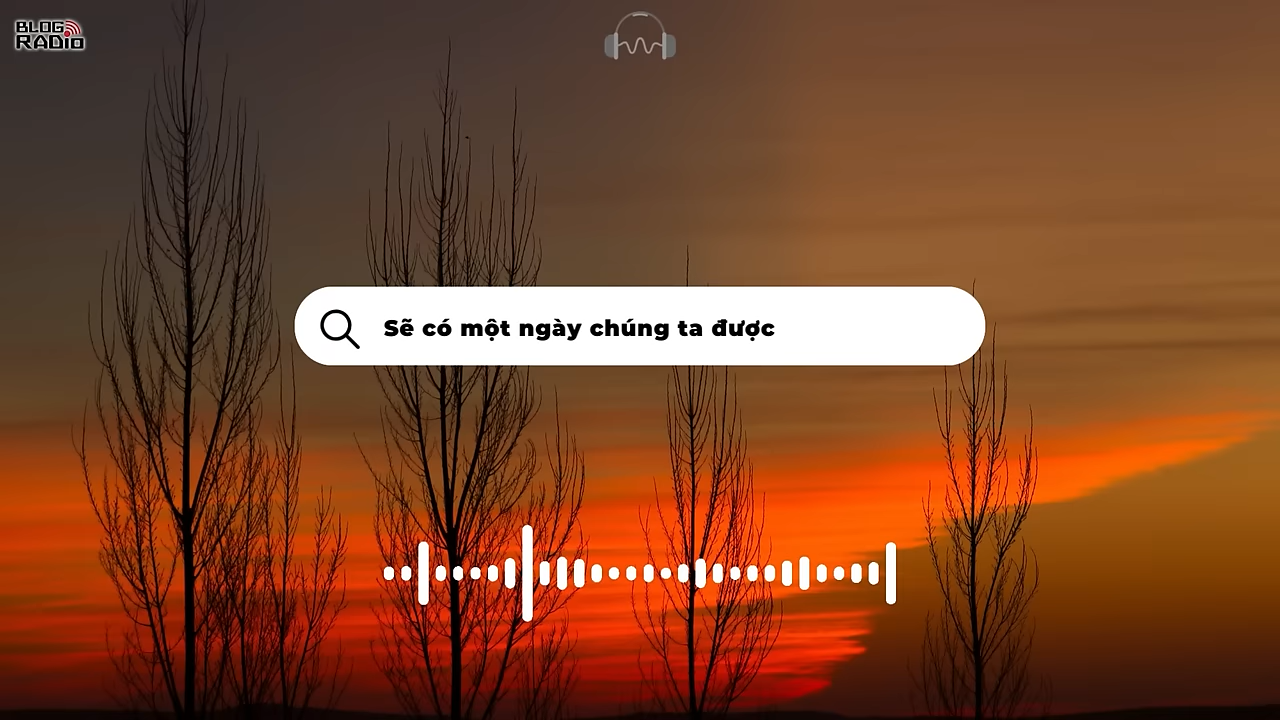 BLOG
RADIO
Sẽ có một ngày chúng ta được